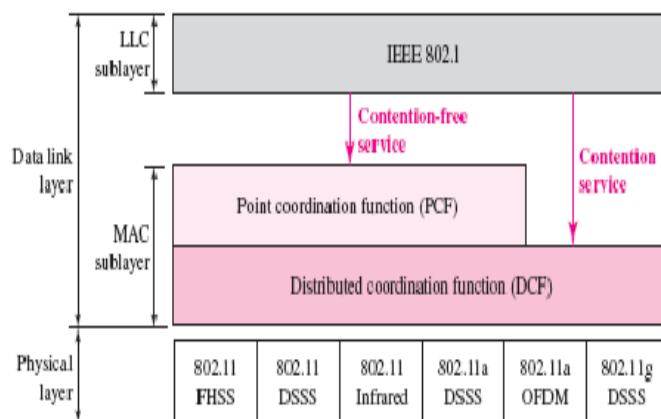 LLC
sublayer
IEEE 802.1
Contention-free
service
Contention
service
Data link
layer
MAC
sublayer
Point coordination function (PCF)
Distributed coordination function (DCF)
Physical
layer
802.11
FHSS
802.11
DSSS
802.11
Infrared
802.11a
DSSS
802.11a
OFDM
802.11g
DSSS